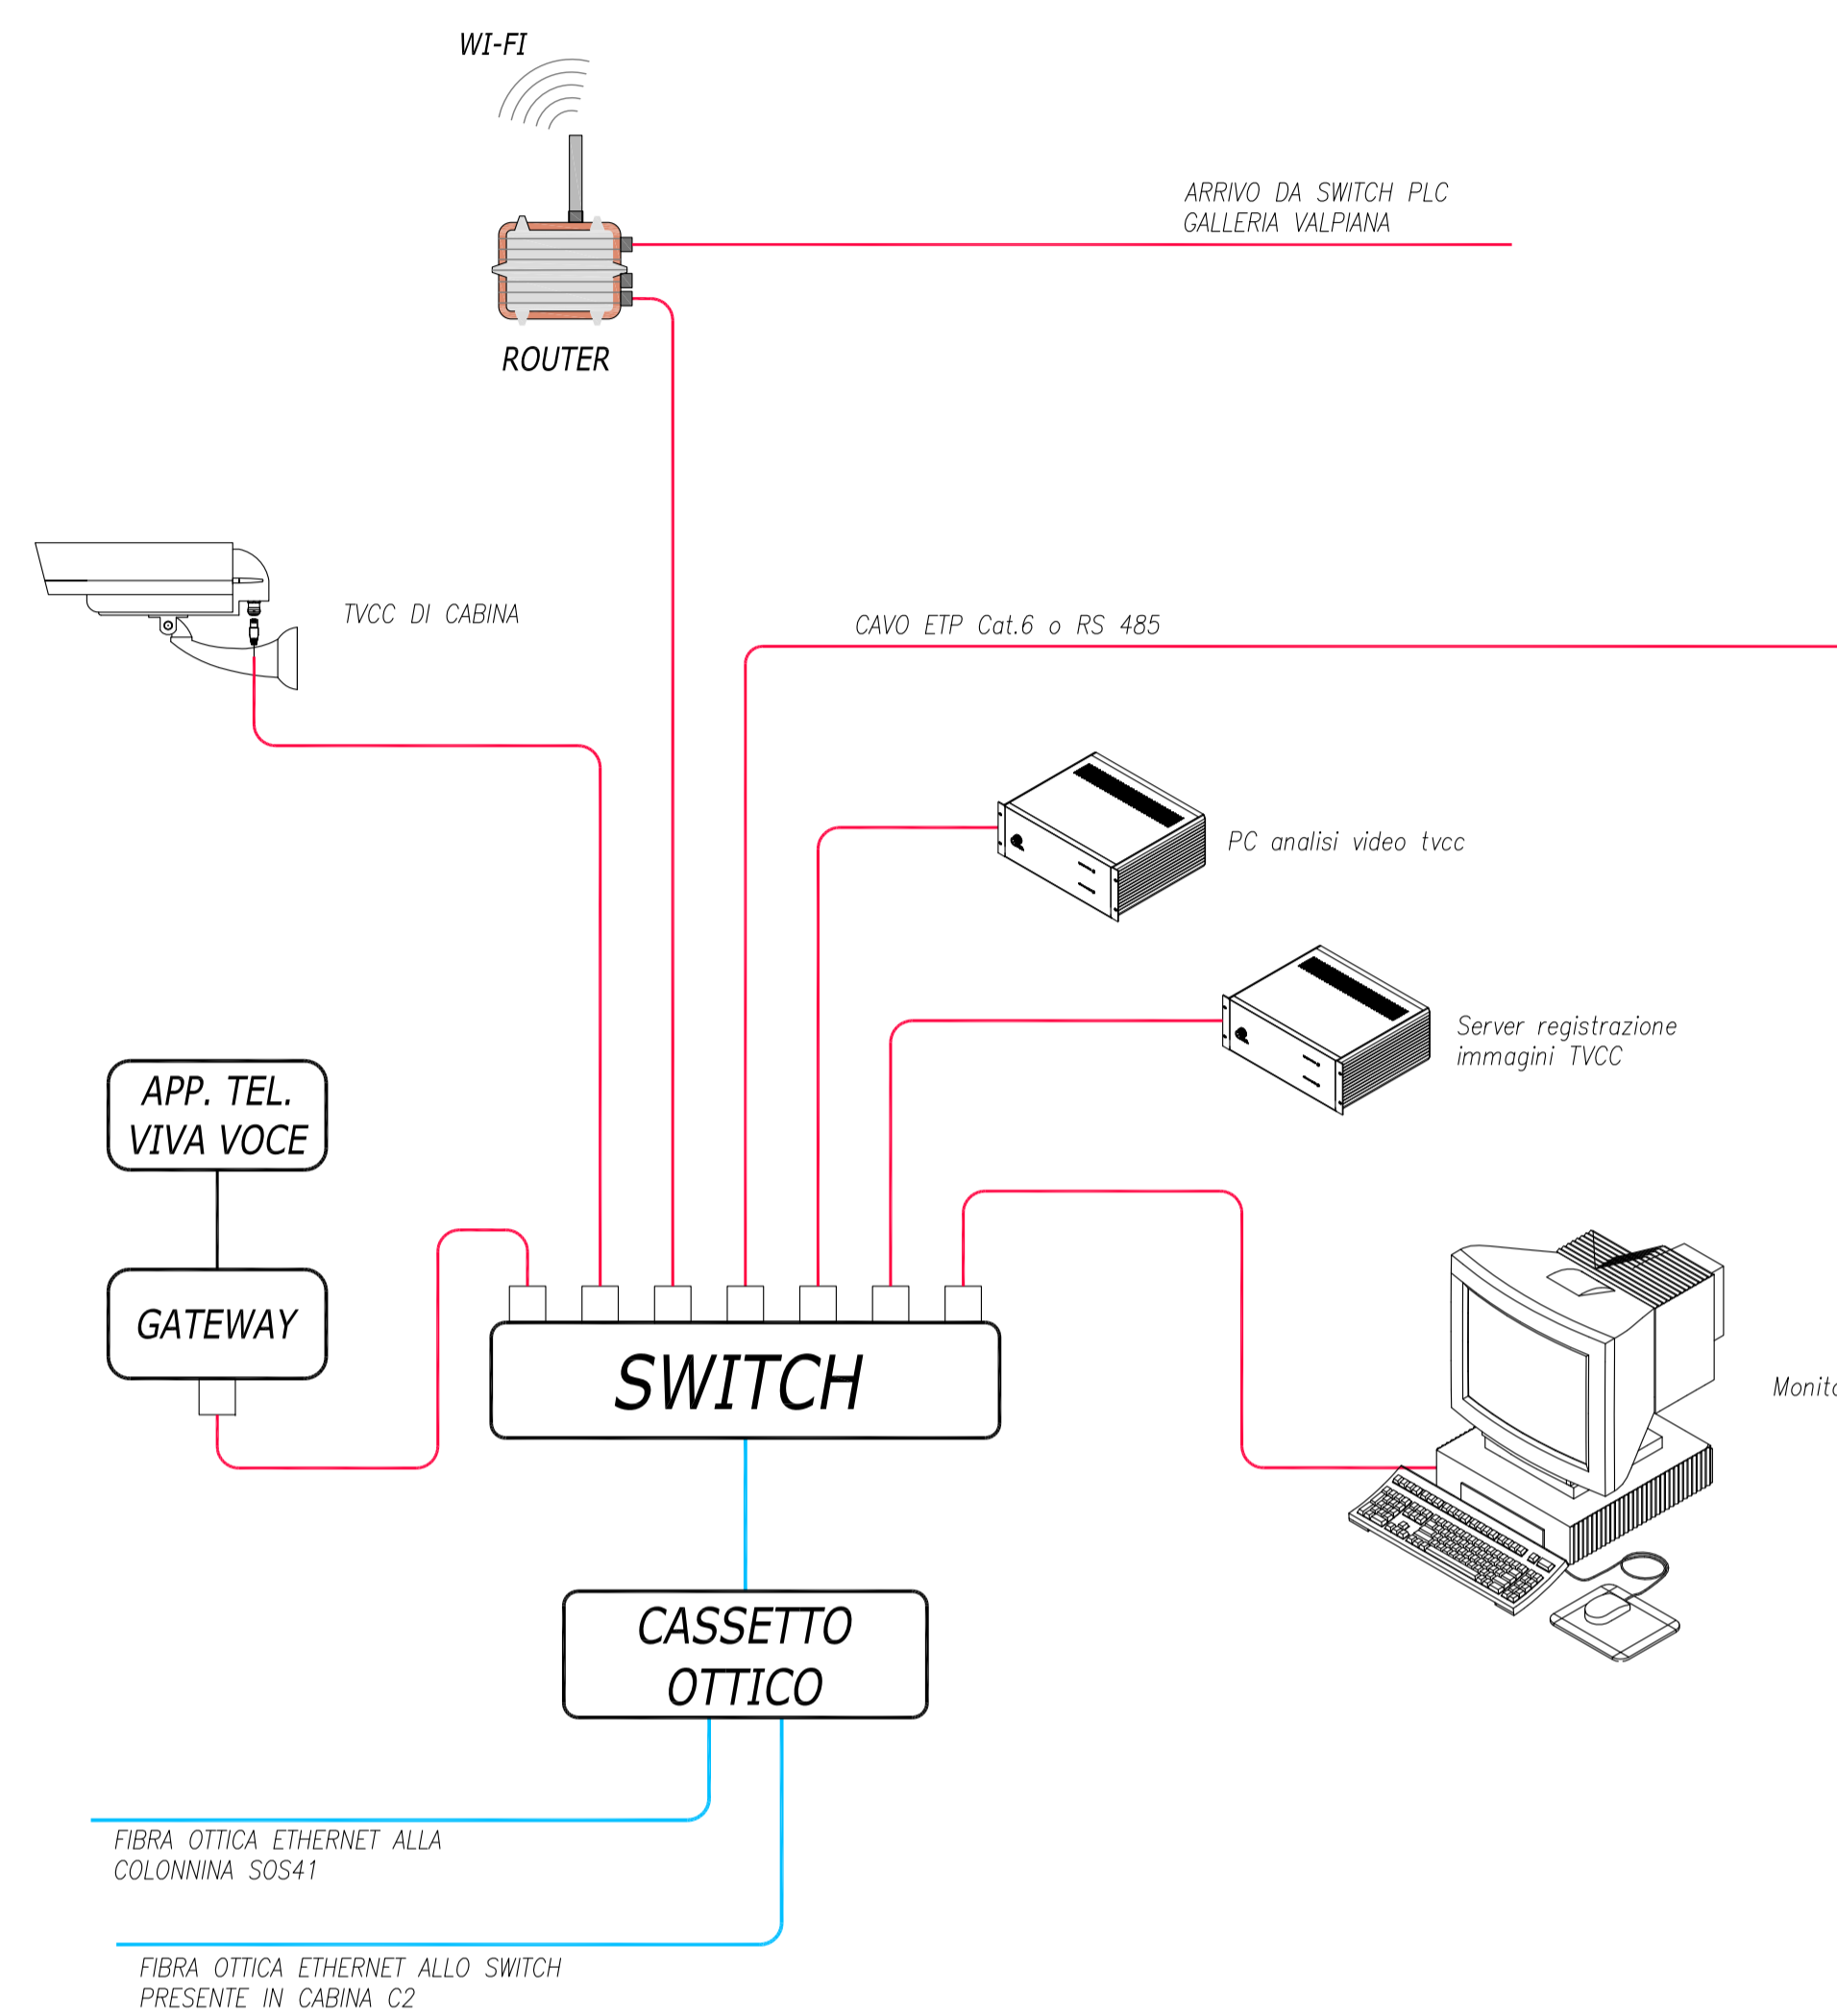 WI-FI
ARRIVO DA SWITCH PLC
GALLERIA VALPIANA
ROUTER
TVCC DI CABINA
CAVO ETP Cat.6 o RS 485
PC analisi video tvcc
Server registrazione
immagini TVCC
APP. TEL.
VIVA VOCE
GATEWAY
SWITCH
CASSETTO
OTTICO
FIBRA OTTICA ETHERNET ALLA
COLONNINA SOS41
FIBRA OTTICA ETHERNET ALLO SWITCH
PRESENTE IN CABINA C2